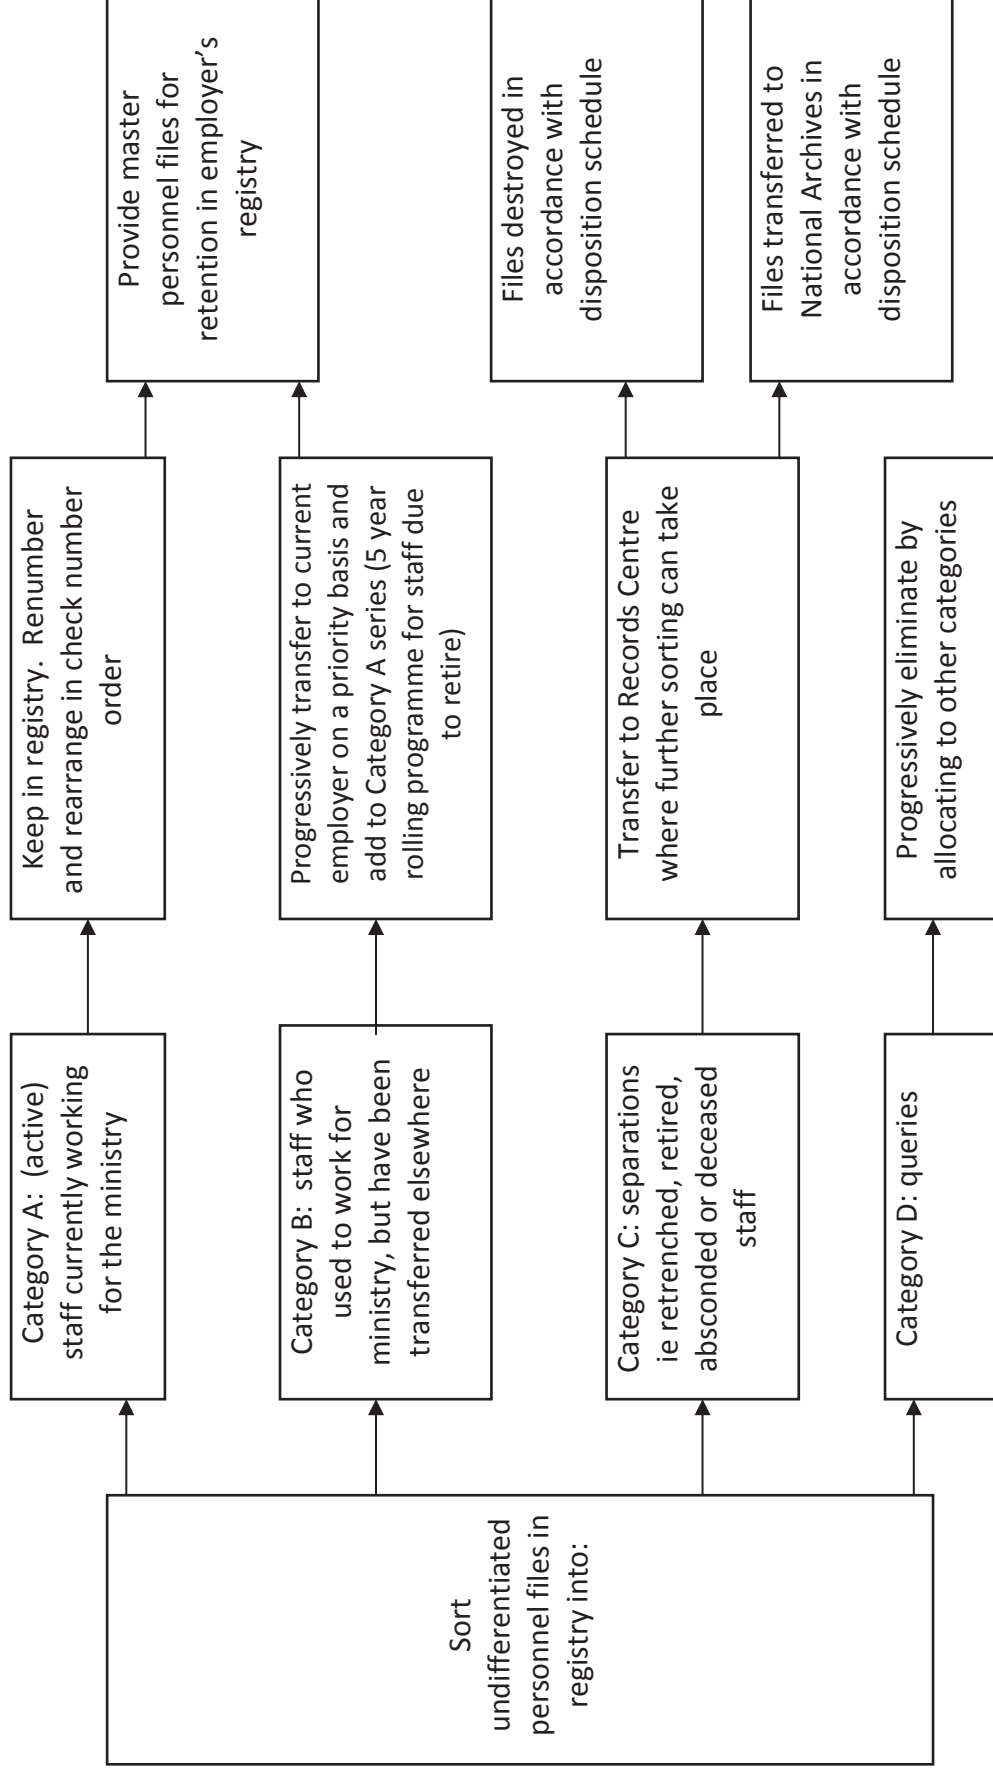 Sort
undifferentiated
personnel files in
registry into:
Category A:  (active)
staff currently working
for the ministry
Keep in registry.  Renumber
and rearrange in check number
order
Provide master
personnel files for
retention in employer's
registry
Category B:  staff who
used to work for
ministry, but have been
transferred elsewhere
Progressively transfer to current
employer on a priority basis and
add to Category A series (5 year
rolling programme for staff due
to retire)
Category C: separations
ie retrenched, retired,
absconded or deceased
staff
Transfer to Records Centre
where further sorting can take
place
Files destroyed in
accordance with
disposition schedule
Files transferred to
National Archives in
accordance with
disposition schedule
Category D: queries
Progressively eliminate by
allocating to other categories